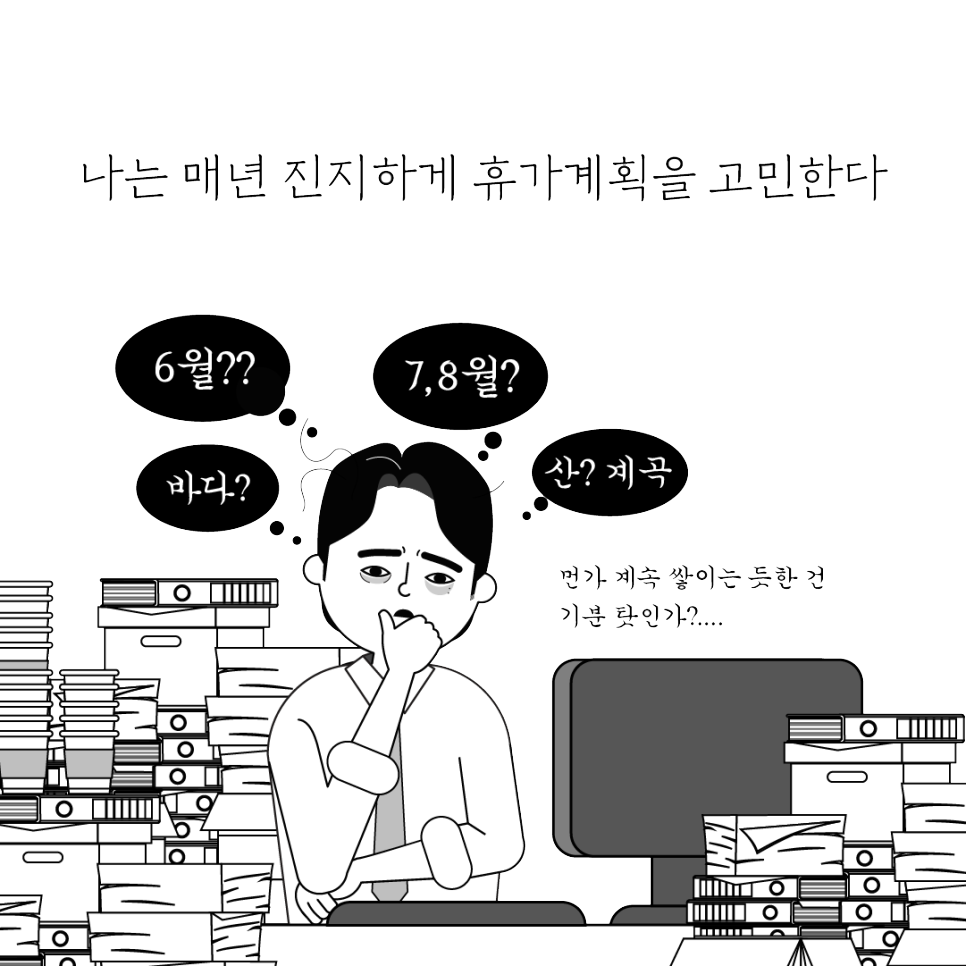 나는 매년 진지하게 휴가계획을 고민한다
6월??
7,8월?
바다?
산? 계곡
먼가 계속 쌓이는 듯한 건
기분 탓인가?....